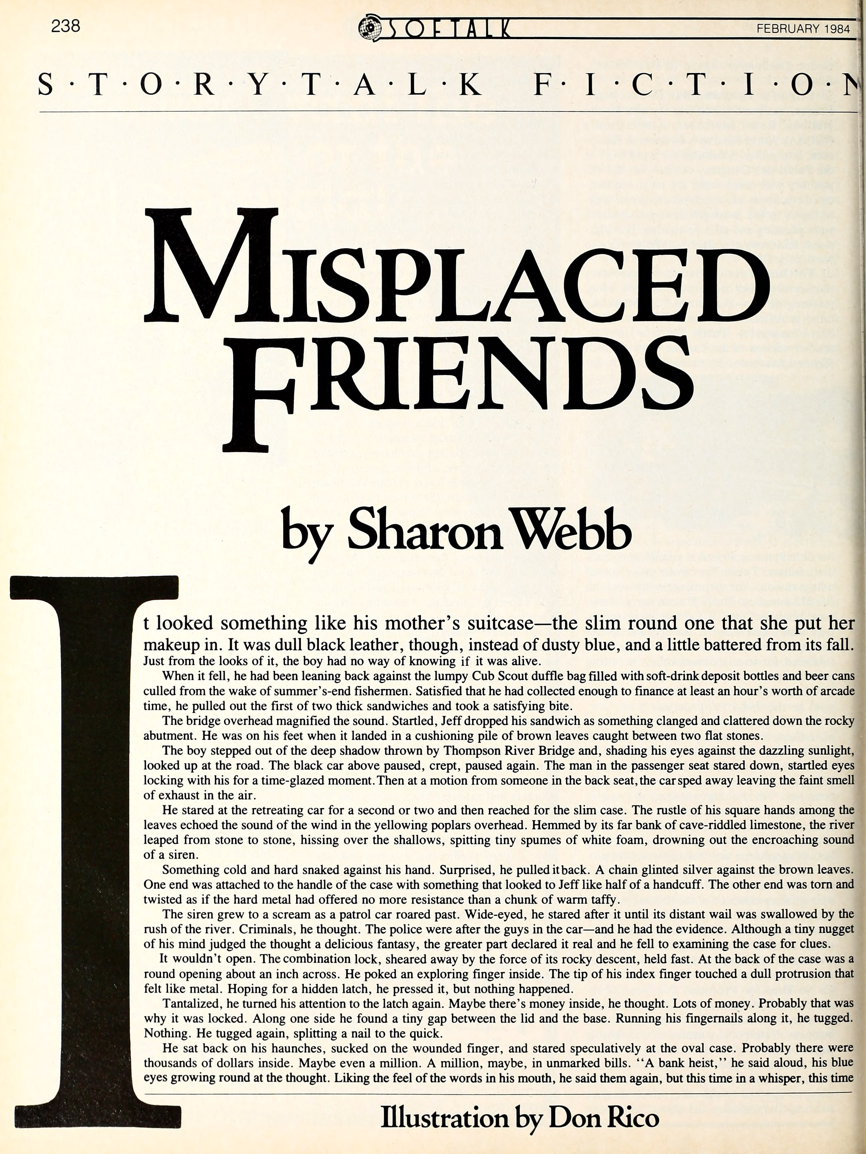 238
SOFTALK
FEBRUARY 1984
S·T·O·R·Y·T·A·L·K F·I·C·T·I·O·N
MISPLACED
FRIENDS
by Sharon Webb
It looked something like his mother's suitcase—the slim round one that she put her
makeup in. It was dull black leather, though, instead of dusty blue, and a little battered from its fall.
Just from the looks of it, the boy had no way of knowing if it was alive.
When it fell, he had been leaning back against the lumpy Cub Scout duffle bag filled with soft-drink deposit bottles and beer cans
culled from the wake of summer's-end fishermen. Satisfied that he had collected enough to finance at least an hour's worth of arcade
time, he pulled out the first of two thick sandwiches and took a satisfying bite.
The bridge overhead magnified the sound. Startled, Jeff dropped his sandwich as something clanged and clattered down the rocky
abutment. He was on his feet when it landed in a cushioning pile of brown leaves caught between two flat stones.
The boy stepped out of the deep shadow thrown by Thompson River Bridge and, shading his eyes against the dazzling sunlight,
looked up at the road. The black car above paused, crept, paused again. The man in the passenger seat stared down, startled eyes
locking with his for a time-glazed moment. Then at a motion from someone in the back seat, the car sped away leaving the faint smell
of exhaust in the air.
He stared at the retreating car for a second or two and then reached for the slim case. The rustle of his square hands among the
leaves echoed the sound of the wind in the yellowing poplars overhead. Hemmed by its far bank of cave-riddled limestone, the river
leaped from stone to stone, hissing over the shallows, spitting tiny spumes of white foam, drowning out the encroaching sound
of a siren.
Something cold and hard snaked against his hand. Surprised, he pulled it back. A chain glinted silver against the brown leaves.
One end was attached to the handle of the case with something that looked to Jeff like half of a handcuff. The other end was torn and
twisted as if the hard metal had offered no more resistance than a chunk of warm taffy.
The siren grew to a scream as a patrol car roared past. Wide-eyed, he stared after it until its distant wail was swallowed by the
rush of the river. Criminals, he thought. The police were after the guys in the car—and he had the evidence. Although a tiny nugget
of his mind judged the thought a delicious fantasy, the greater part declared it real and he fell to examining the case for clues.
It wouldn't open. The combination lock, sheared away by the force of its rocky descent, held fast. At the back of the case was a
round opening about an inch across. He poked an exploring finger inside. The tip of his index finger touched a dull protrusion that
felt like metal. Hoping for a hidden latch, he pressed it, but nothing happened.
Tantalized, he turned his attention to the latch again. Maybe there's money inside, he thought. Lots of money. Probably that was
why it was locked. Along one side he found a tiny gap between the lid and the base. Running his fingernails along it, he tugged.
Nothing. He tugged again, splitting a nail to the quick.
He sat back on his haunches, sucked on the wounded finger, and stared speculatively at the oval case. Probably there were
thousands of dollars inside. Maybe even a million. A million, maybe, in unmarked bills. "A bank heist," he said aloud, his blue
eyes growing round at the thought. Liking the feel of the words in his mouth, he said them again, but this time in a whisper, this time
Illustration by Don Rico